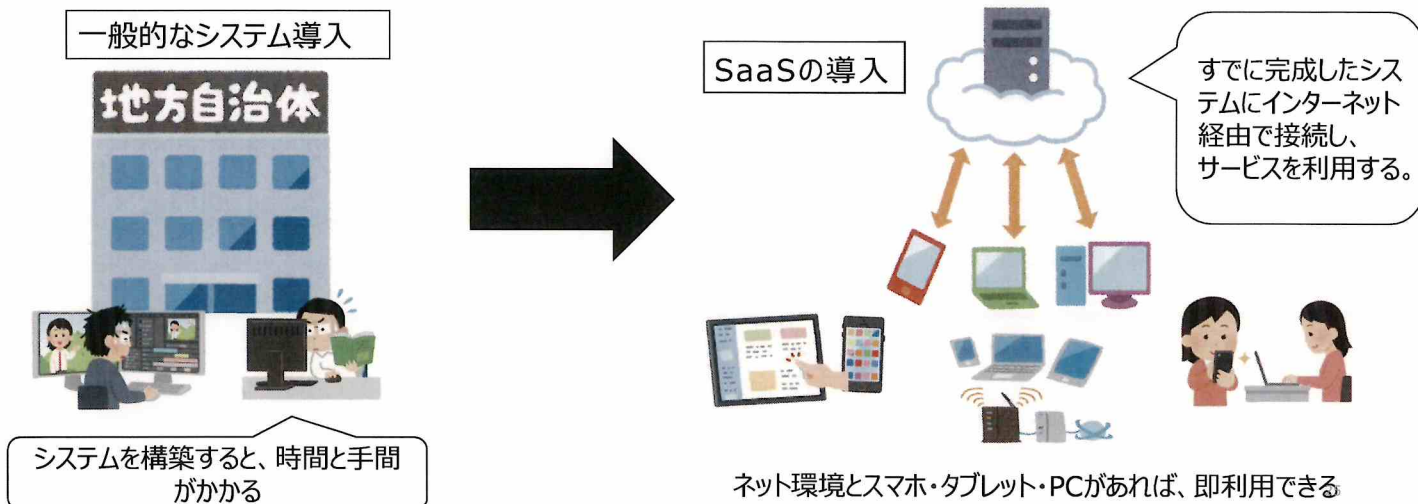 一般的なシステム導入
地方自治体
システムを構築すると、時間と手間
がかかる
SaaSの導入
すでに完成したシス
テムにインターネット
経由で接続し、
サービスを利用する。
ネット環境とスマホ・タブレット・PCがあれば、即利用できる